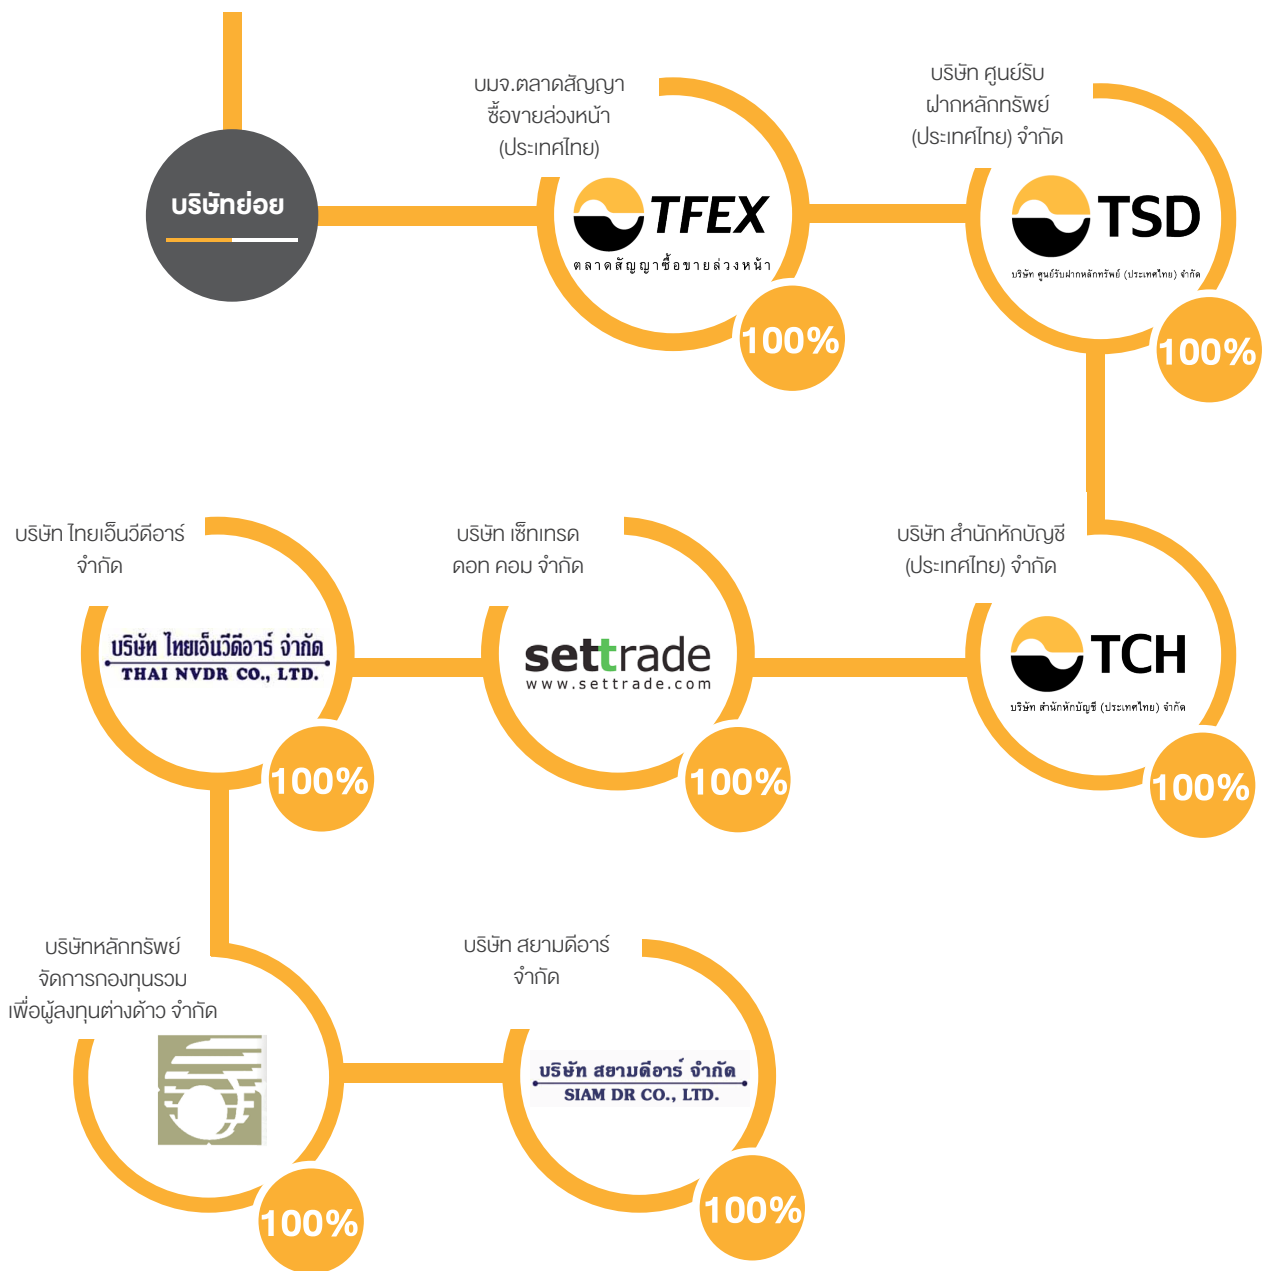 บริษัทย่อย
บมจ.ตลาดสัญญา
ซื้อขายล่วงหน้า
(ประเทศไทย)
TFEX
ตลาดสัญญาซื้อขายล่วงหน้า
100%
บริษัท ศูนย์รับ
ฝากหลักทรัพย์
(ประเทศไทย) จำกัด
TSD
บริษัท ศูนย์รับฝากหลักทรัพย์ (ประเทศไทย) จำกัด
100%
บริษัท ไทยเอ็นวีดีอาร์
จำกัด
บริษัท ไทยเอ็นวีดีอาร์ จำกัด
THAI NVDR CO., LTD.
100%
บริษัท เซ็ทเทรด
ดอท คอม จำกัด
settrade
www.settrade.com
100%
บริษัท สำนักหักบัญชี
(ประเทศไทย) จำกัด
TCH
บริษัท สำนักหักบัญชี (ประเทศไทย) จำกัด
100%
บริษัทหลักทรัพย์
จัดการกองทุนรวม
เพื่อผู้ลงทุนต่างด้าว จำกัด
100%
บริษัท สยามดีอาร์
จำกัด
บริษัท สยามดีอาร์ จำกัด
SIAM DR CO., LTD.
100%